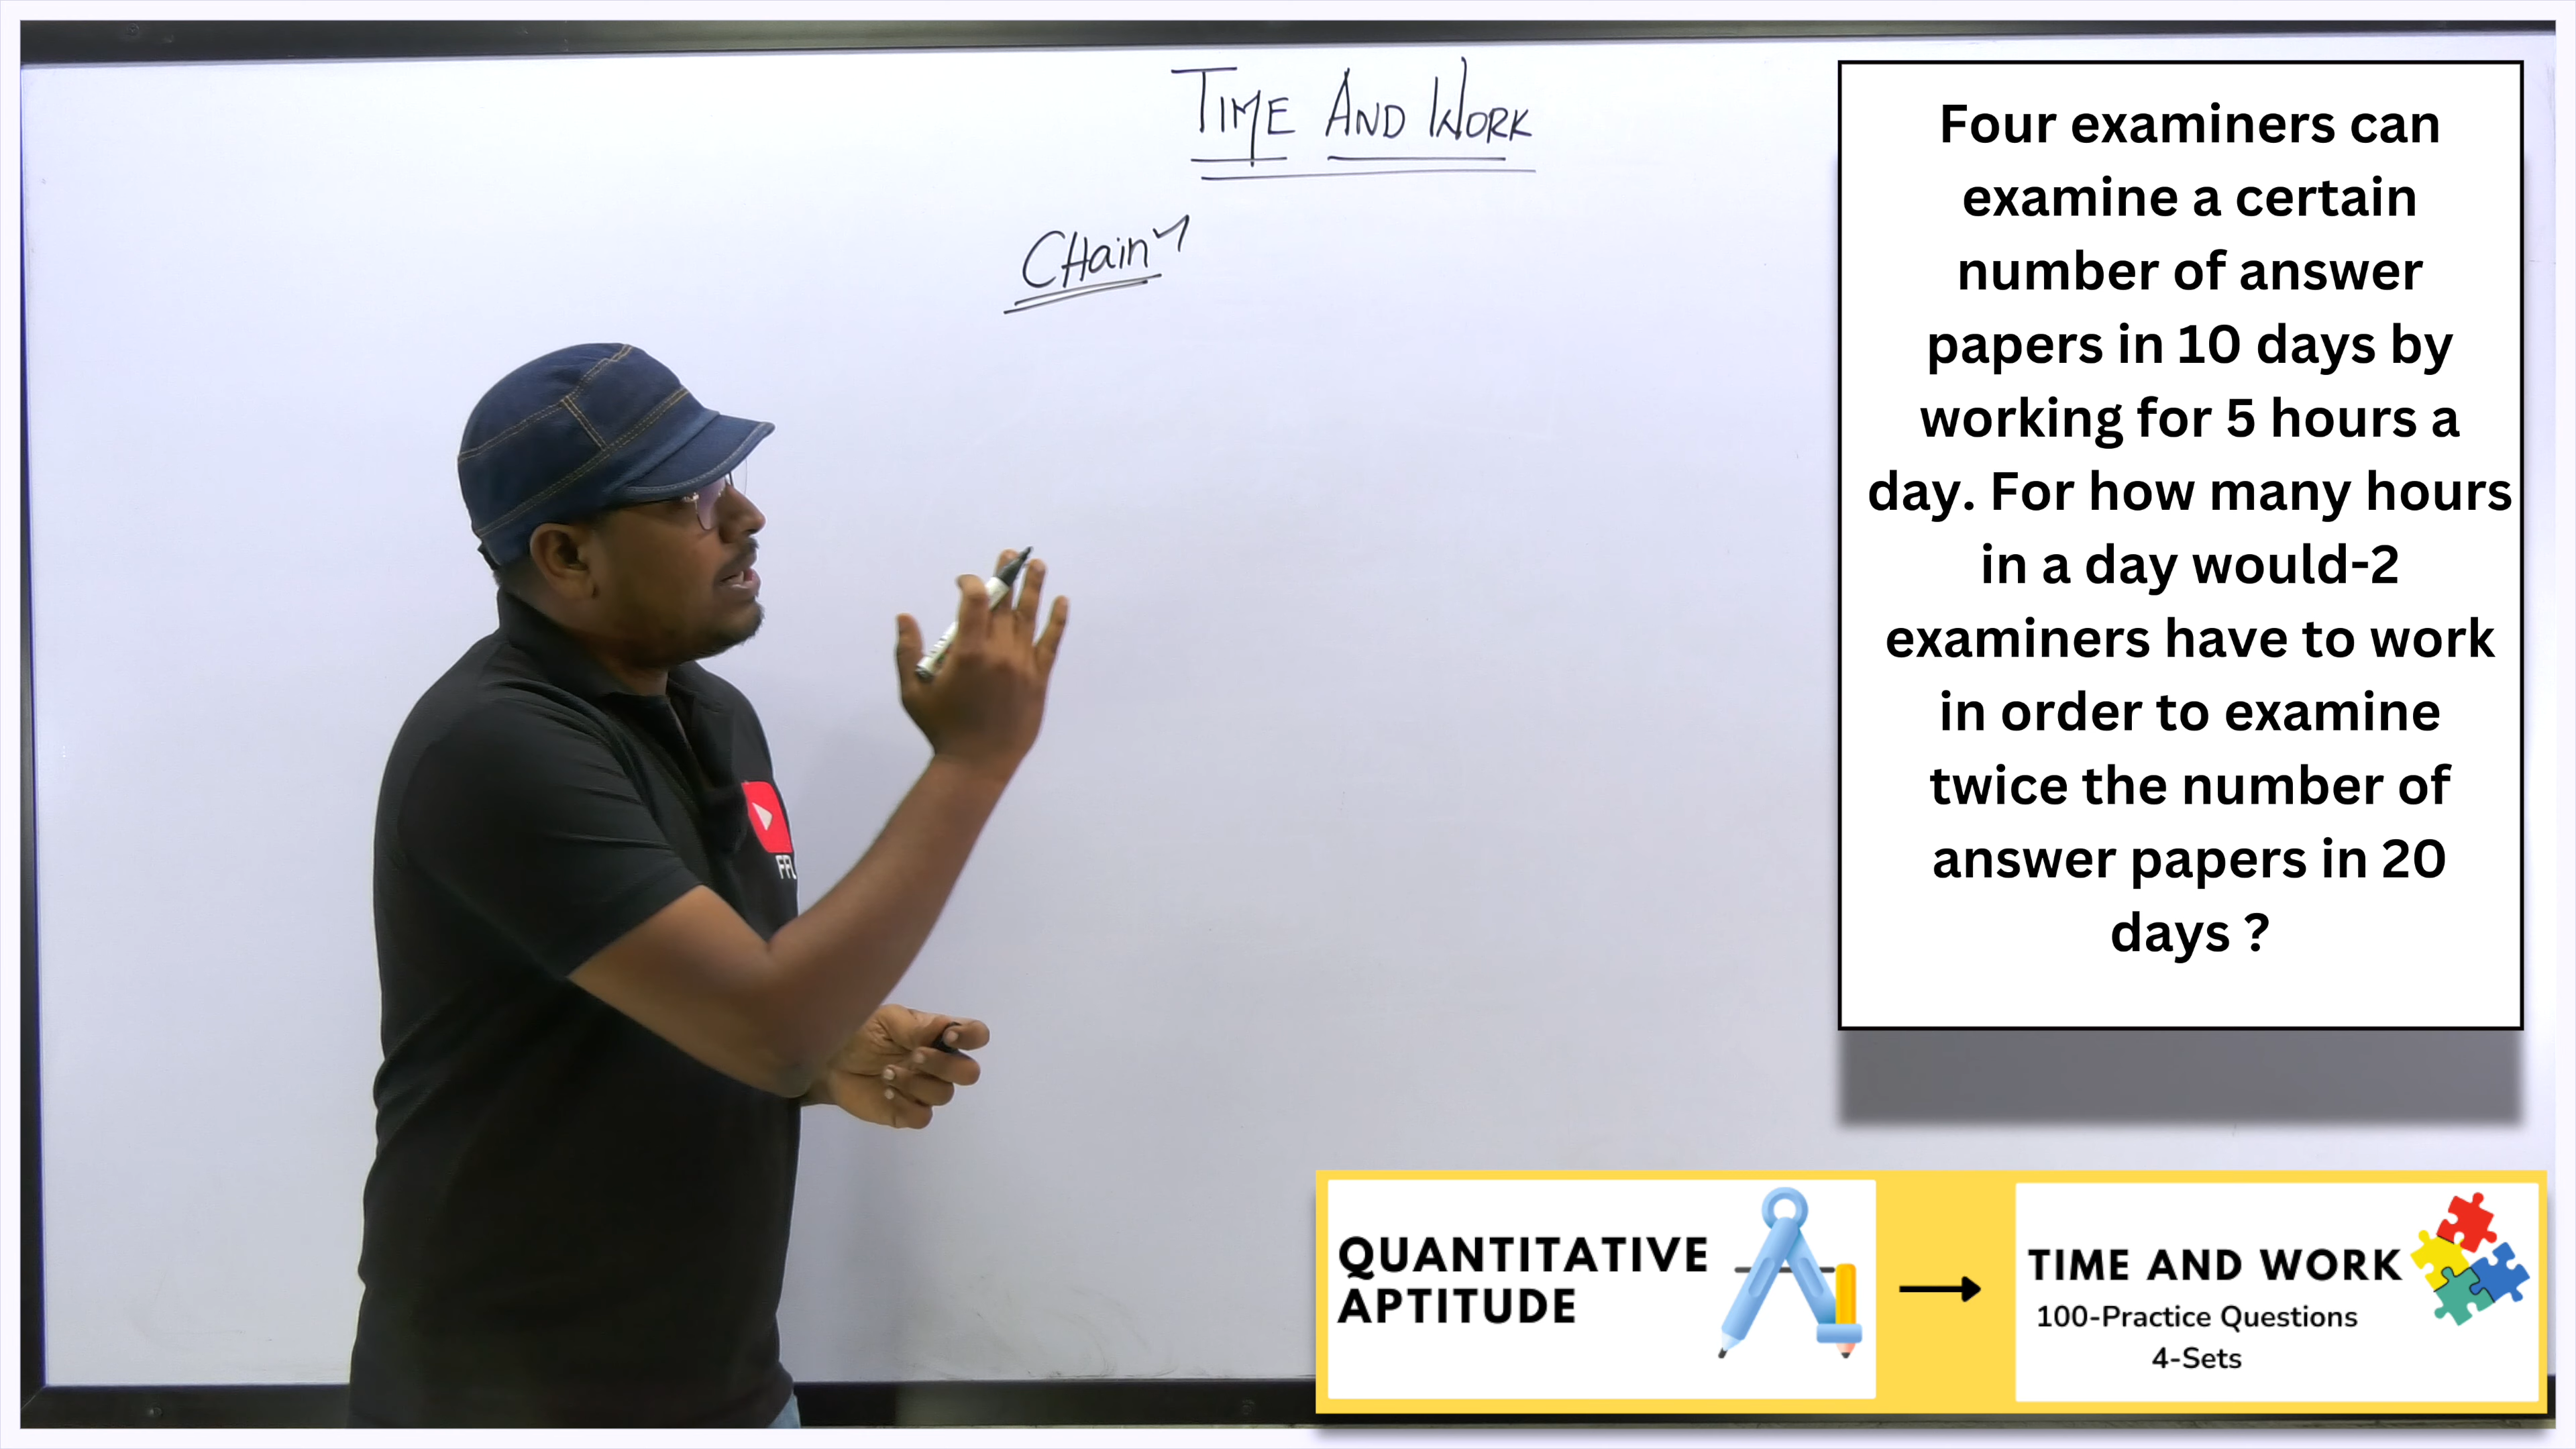 TIME AND WORK
CHain
Four examiners can
examine a certain
number of answer
papers in 10 days by
working for 5 hours a
day. For how many hours
in a day would-2
examiners have to work
in order to examine
twice the number of
answer papers in 20
days ?
FFL
QUANTITATIVE
APTITUDE
TIME AND WORK
100-Practice Questions
4-Sets